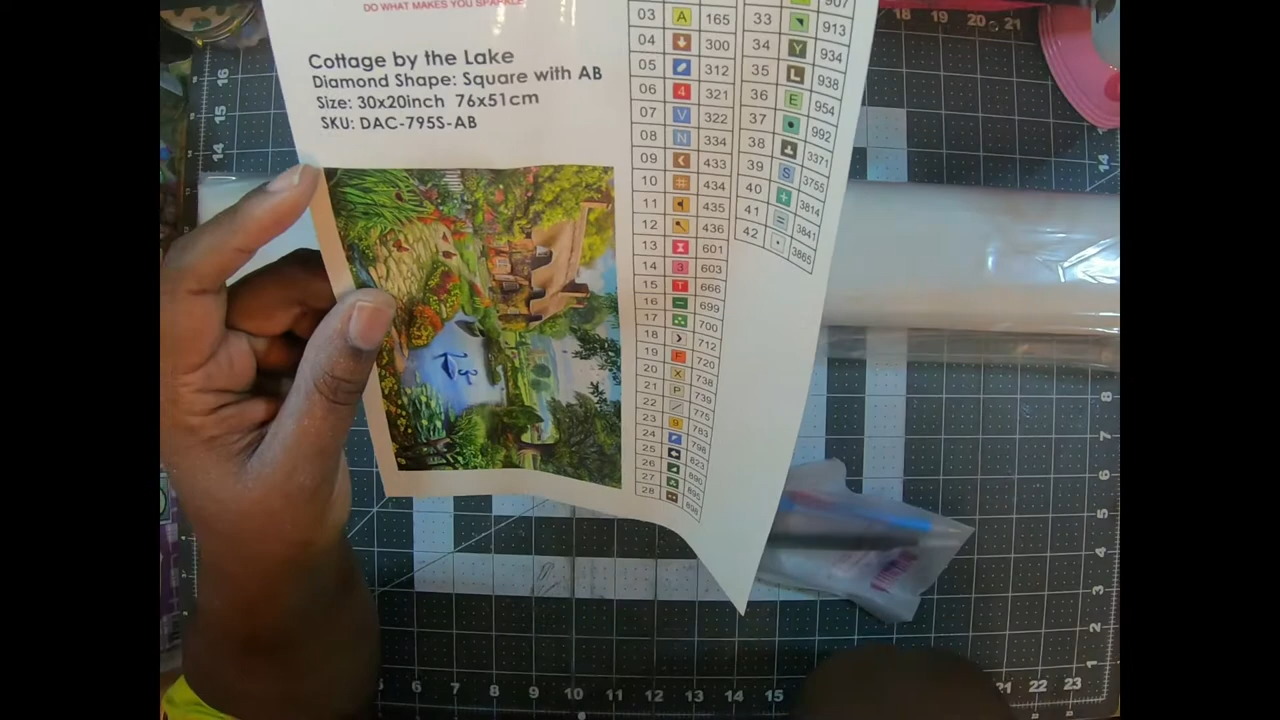 DO WHAT MAKES YOU SPARKLE
Cottage by the Lake
Diamond Shape: Square with AB
Size: 30x20inch 76x51cm
SKU: DAC-795S-AB
03 A 165
04 300
05 312
06 4 321
07 V 322
08 N 334
09 433
10 # 434
11 435
12 436
13 601
14 3 603
15 T 666
16 − 699
17 700
18 712
19 F 720
20 X 738
21 P 739
22 / 775
23 9 783
24 798
25 823
26 890
27 895
28 898
907
33 913
34 Y 934
35 L 938
36 E 954
37 992
38 3371
39 S 3755
40 + 3814
41 = 3841
42 3865
18 19 20 21
16
15
14
14
8
7
6
5
4
3
2
1
5 6 7 8 9 10 11 12 13 14 15
21 22 23